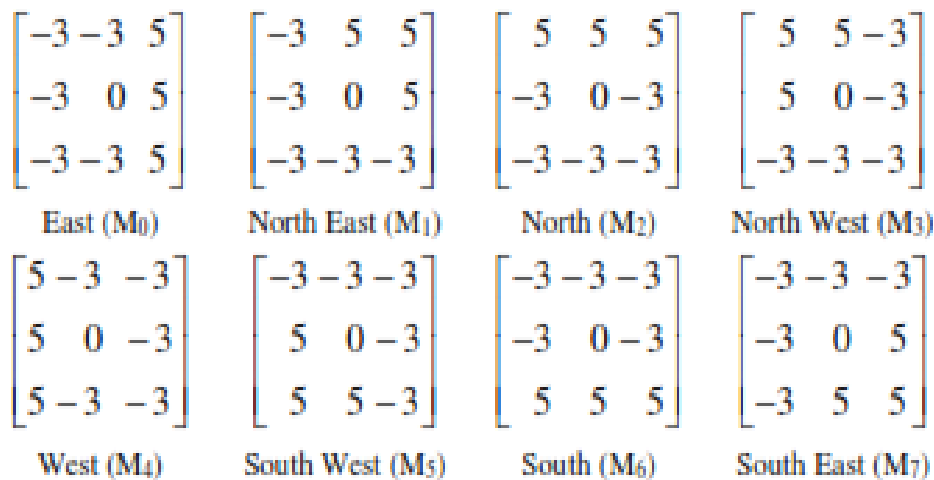 −3 −3 5 −3 5 5 5 5 5 5 5 −3
−3 0 5 −3 0 5 −3 0 −3 5 0 −3
−3 −3 5 −3 −3 −3 −3 −3 −3 −3 −3 −3
East (M₀) North East (M₁) North (M₂) North West (M₃)
5 −3 −3 −3 −3 −3 −3 −3 −3 −3 −3 −3
5 0 −3 5 0 −3 −3 0 −3 −3 0 5
5 −3 −3 5 5 −3 5 5 5 −3 5 5
West (M₄) South West (M₅) South (M₆) South East (M₇)